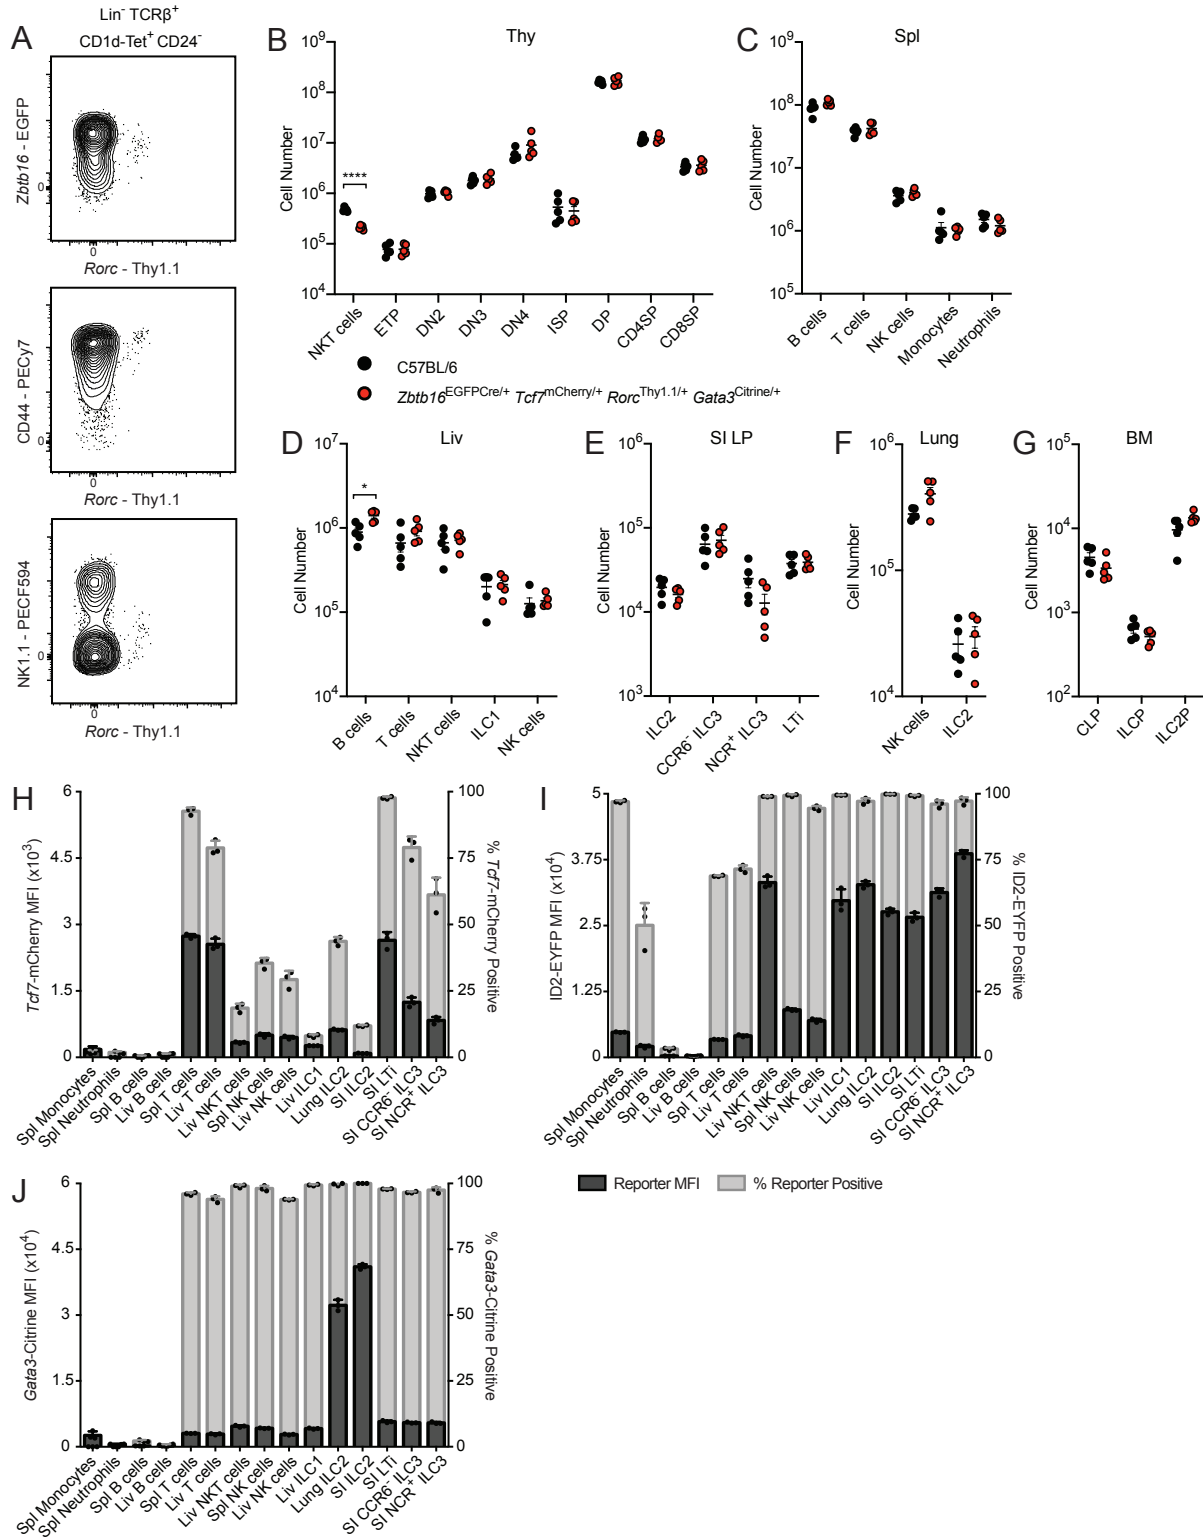 A
Lin⁻ TCRβ⁺
CD1d-Tet⁺ CD24⁻
Zbtb16 - EGFP
0
0
Rorc - Thy1.1
CD44 - PECy7
0
0
Rorc - Thy1.1
NK1.1 - PECF594
0
0
Rorc - Thy1.1
B
Thy
Cell Number
10⁹
10⁸
10⁷
10⁶
10⁵
10⁴
****
NKT cells
ETP
DN2
DN3
DN4
ISP
DP
CD4SP
CD8SP
C
Spl
Cell Number
10⁹
10⁸
10⁷
10⁶
10⁵
B cells
T cells
NK cells
Monocytes
Neutrophils
C57BL/6
Zbtb16^EGFPCre/+ Tcf7^mCherry/+ Rorc^Thy1.1/+ Gata3^Citrine/+
D
Liv
Cell Number
10⁷
10⁶
10⁵
10⁴
*
B cells
T cells
NKT cells
ILC1
NK cells
E
SI LP
Cell Number
10⁶
10⁵
10⁴
10³
ILC2
CCR6⁻ ILC3
NCR⁺ ILC3
LTi
F
Lung
Cell Number
10⁶
10⁵
10⁴
NK cells
ILC2
G
BM
Cell Number
10⁵
10⁴
10³
10²
CLP
ILCP
ILC2P
H
Tcf7-mCherry MFI (x10³)
6
4.5
3
1.5
0
100
75
50
25
0
% Tcf7-mCherry Positive
Spl Monocytes
Spl Neutrophils
Spl B cells
Liv B cells
Spl T cells
Liv T cells
Liv NKT cells
Spl NK cells
Liv NK cells
Liv ILC1
Lung ILC2
SI ILC2
SI LTi
SI CCR6⁻ ILC3
SI NCR⁺ ILC3
I
ID2-EYFP MFI (x10⁴)
5
3.75
2.5
1.25
0
100
75
50
25
0
% ID2-EYFP Positive
Spl Monocytes
Spl Neutrophils
Spl B cells
Liv B cells
Spl T cells
Liv T cells
Liv NKT cells
Spl NK cells
Liv NK cells
Liv ILC1
Lung ILC2
SI ILC2
SI LTi
SI CCR6⁻ ILC3
SI NCR⁺ ILC3
J
Gata3-Citrine MFI (x10⁴)
6
4.5
3
1.5
0
100
75
50
25
0
% Gata3-Citrine Positive
Spl Monocytes
Spl Neutrophils
Spl B cells
Liv B cells
Spl T cells
Liv T cells
Liv NKT cells
Spl NK cells
Liv NK cells
Liv ILC1
Lung ILC2
SI ILC2
SI LTi
SI CCR6⁻ ILC3
SI NCR⁺ ILC3
Reporter MFI
% Reporter Positive